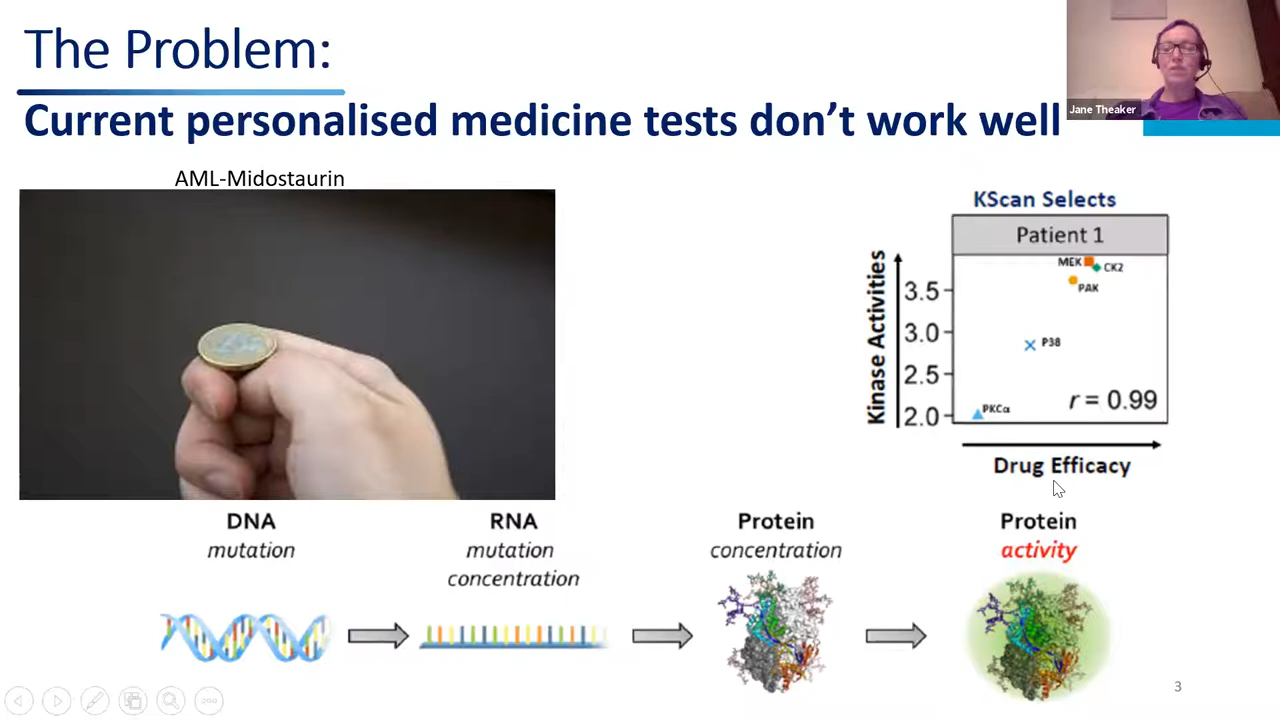 The Problem:
Current personalised medicine tests don't work well
Jane Theaker
AML-Midostaurin
KScan Selects
Patient 1
Kinase Activities
3.5
3.0
2.5
2.0
MEK
CK2
PAK
P38
PKCα
r = 0.99
Drug Efficacy
DNA
mutation
RNA
mutation
concentration
Protein
concentration
Protein
activity
3